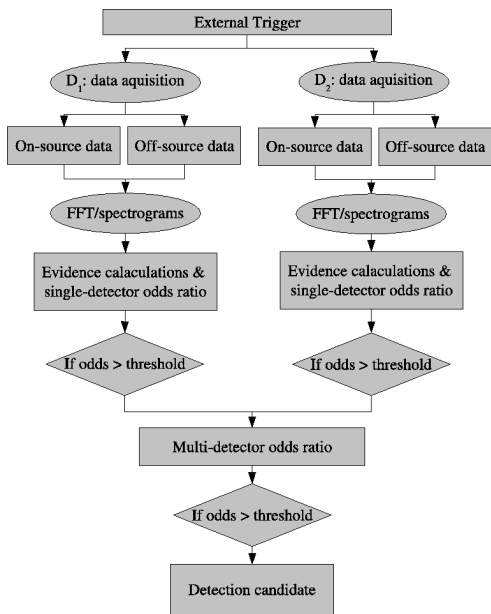 External Trigger
D1: data aquisition
D2: data aquisition
On-source data
Off-source data
On-source data
Off-source data
FFT/spectrograms
FFT/spectrograms
Evidence calaculations &
single-detector odds ratio
Evidence calaculations &
single-detector odds ratio
If odds > threshold
If odds > threshold
Multi-detector odds ratio
If odds > threshold
Detection candidate